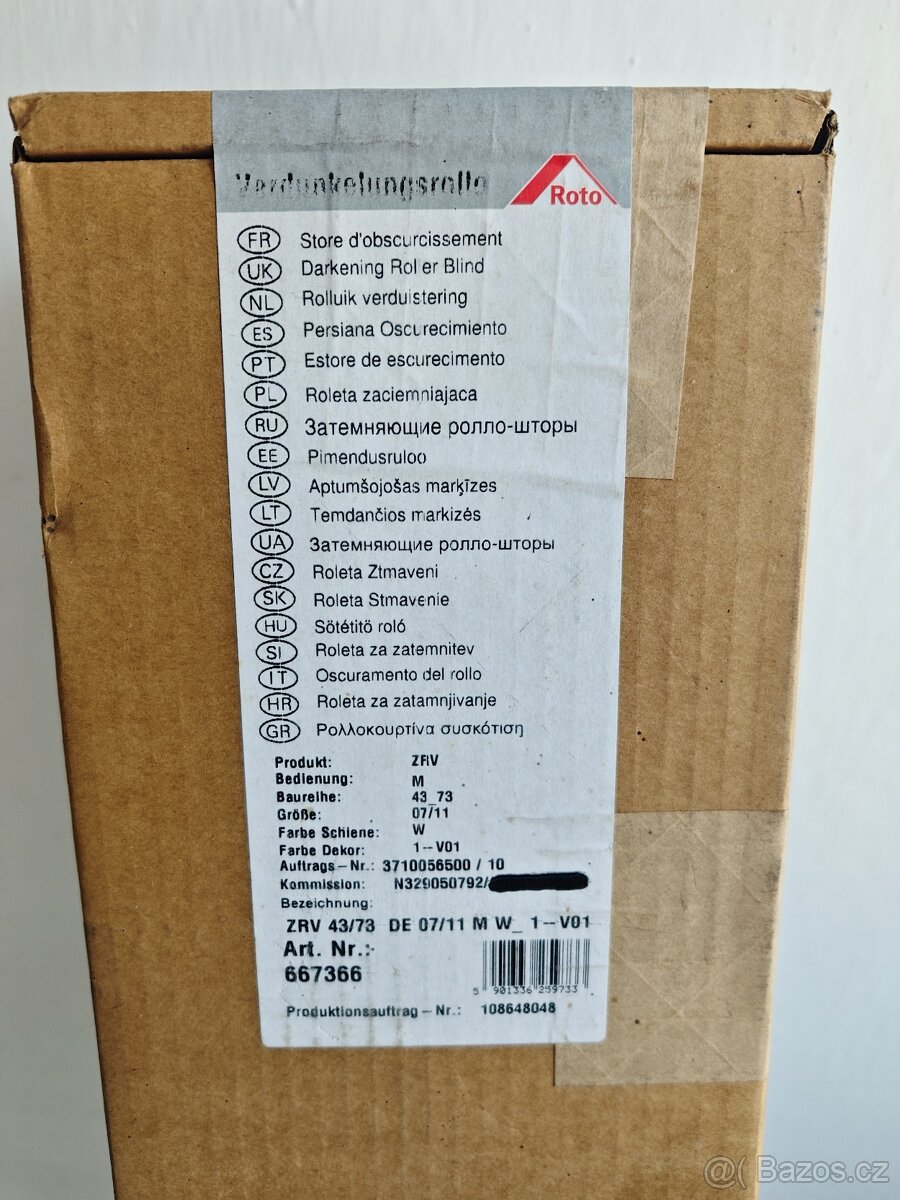 Verdunkelungsrollo
Roto
FR Store d'obscurcissement
UK Darkening Roller Blind
NL Rolluik verduistering
ES Persiana Oscurecimiento
PT Estore de escurecimento
PL Roleta zaciemniajaca
RU Затемняющие ролло-шторы
EE Pimendusruloo
LV Aptumšojošas marķīzes
LT Temdančios markizės
UA Затемняющие ролло-шторы
CZ Roleta Ztmaveni
SK Roleta Stmavenie
HU Sötétitö roló
SI Roleta za zatemnitev
IT Oscuramento del rollo
HR Roleta za zatamnjivanje
GR Ρολλοκουρτίνα συσκότιση
Produkt: ZRV
Bedienung: M
Baureihe: 43_73
Größe: 07/11
Farbe Schiene: W
Farbe Dekor: 1--V01
Auftrags-Nr.: 3710056500 / 10
Kommission: N329050792/
Bezeichnung:
ZRV 43/73 DE 07/11 M W_ 1--V01
Art. Nr.:
667366
5 901336 259733
Produktionsauftrag-Nr.: 108648048
@( Bazos.cz